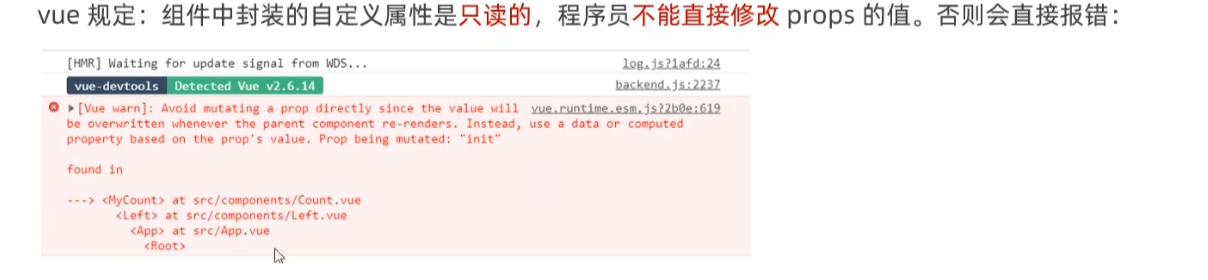 vue 规定：组件中封装的自定义属性是只读的，程序员不能直接修改 props 的值。否则会直接报错：
[HMR] Waiting for update signal from WDS... log.js?1afd:24
vue-devtools Detected Vue v2.6.14 backend.js:2237
[Vue warn]: Avoid mutating a prop directly since the value will vue.runtime.esm.js?2b0e:619
be overwritten whenever the parent component re-renders. Instead, use a data or computed
property based on the prop's value. Prop being mutated: "init"
found in
---> <MyCount> at src/components/Count.vue
<Left> at src/components/Left.vue
<App> at src/App.vue
<Root>